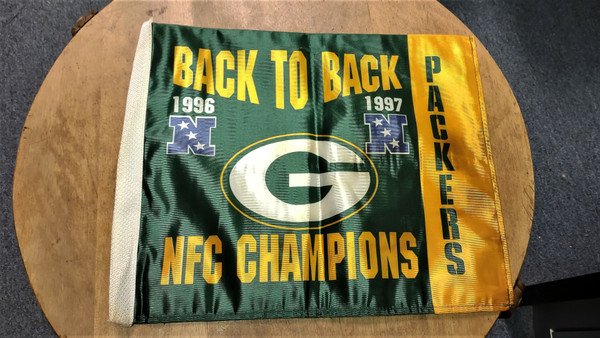 BACK TO BACK
1996 1997
N N
G
NFC CHAMPIONS
PACKERS